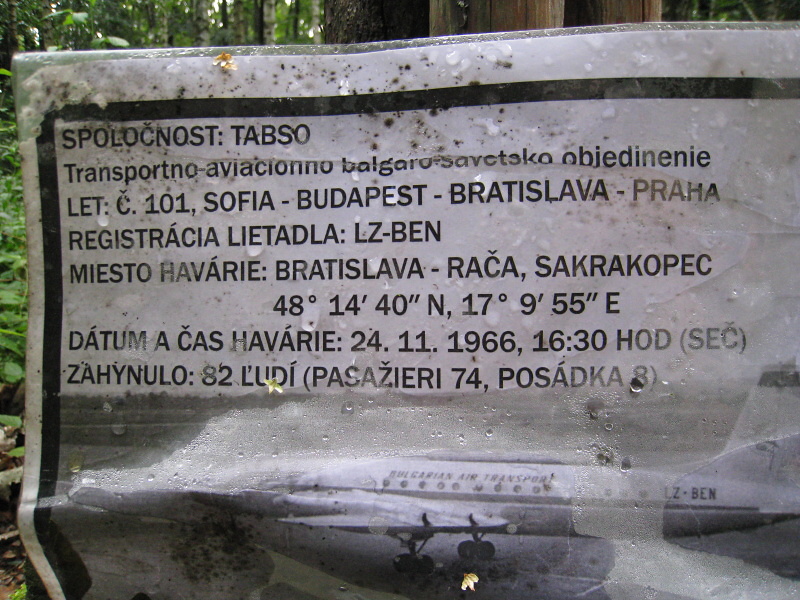 SPOLOČNOSŤ: TABSO
Transportno-aviacionno balgaro-savetsko objedinenie
LET: Č. 101, SOFIA - BUDAPEST - BRATISLAVA - PRAHA
REGISTRÁCIA LIETADLA: LZ-BEN
MIESTO HAVÁRIE: BRATISLAVA - RAČA, SAKRAKOPEC
48° 14′ 40″ N, 17° 9′ 55″ E
DÁTUM A ČAS HAVÁRIE: 24. 11. 1966, 16:30 HOD (SEČ)
ZAHYNULO: 82 ĽUDÍ (PASAŽIERI 74, POSÁDKA 8)
BULGARIAN AIR TRANSPORT
LZ-BEN